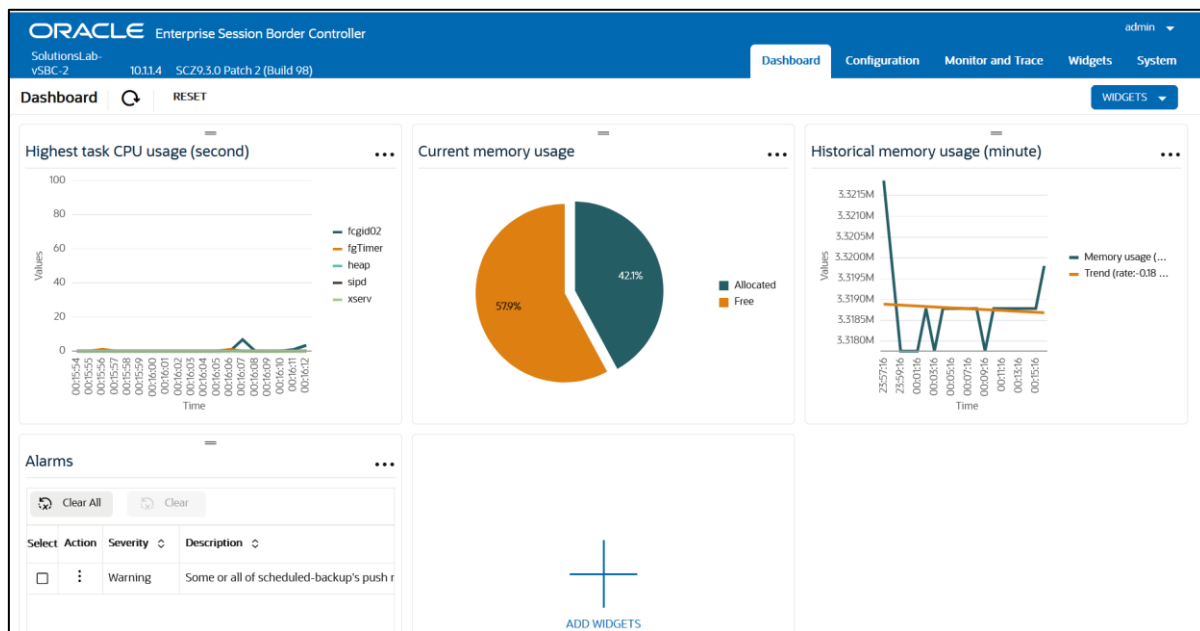 ORACLE Enterprise Session Border Controller
admin
SolutionsLab-
vSBC-2 10.1.1.4 SCZ9.3.0 Patch 2 (Build 98)
Dashboard Configuration Monitor and Trace Widgets System
Dashboard RESET
WIDGETS
Highest task CPU usage (second)
100
80
60
40
20
0
Values
00:15:54
00:15:55
00:15:56
00:15:57
00:15:58
00:15:59
00:16:00
00:16:01
00:16:02
00:16:03
00:16:04
00:16:05
00:16:06
00:16:07
00:16:08
00:16:09
00:16:10
00:16:11
00:16:12
Time
fcgid02
fgTimer
heap
sipd
xserv
Current memory usage
42.1%
57.9%
Allocated
Free
Historical memory usage (minute)
3.3215M
3.3210M
3.3205M
3.3200M
3.3195M
3.3190M
3.3185M
3.3180M
Values
23:57:16
23:59:16
00:01:16
00:03:16
00:05:16
00:07:16
00:09:16
00:11:16
00:13:16
00:15:16
Time
Memory usage (...
Trend (rate:-0.18 ...
Alarms
Clear All Clear
Select Action Severity Description
Warning Some or all of scheduled-backup's push r
ADD WIDGETS